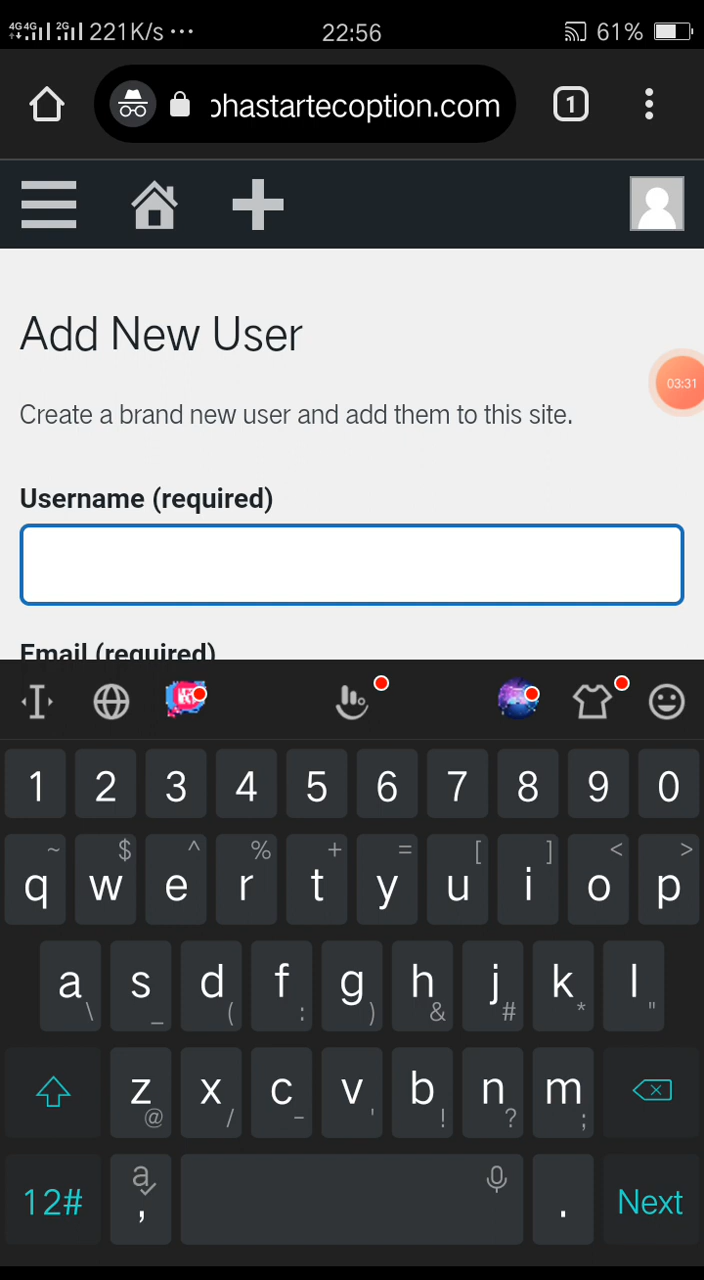 4G4G 2G 221K/s ··· 22:56 61%
phastartecoption.com 1
Add New User
03:31
Create a brand new user and add them to this site.
Username (required)
Email (required)
1 2 3 4 5 6 7 8 9 0
~ $ ^ % + = [ ] < >
q w e r t y u i o p
a s d f g h j k l
\ _ ( : ) & # * "
z x c v b n m
@ / - ' ! ? ;
12# a , . Next